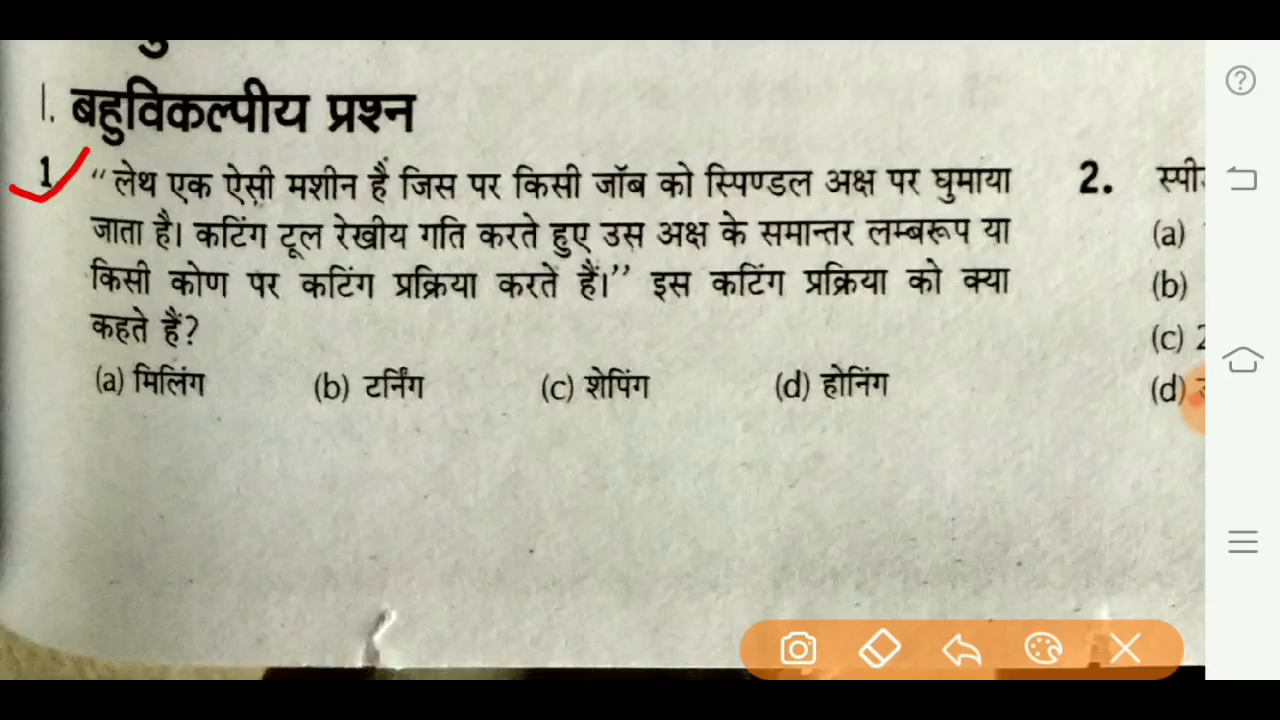 I. बहुविकल्पीय प्रश्न
1 “लेथ एक ऐसी मशीन हैं जिस पर किसी जॉब को स्पिण्डल अक्ष पर घुमाया
जाता है। कटिंग टूल रेखीय गति करते हुए उस अक्ष के समान्तर लम्बरूप या
किसी कोण पर कटिंग प्रक्रिया करते हैं।” इस कटिंग प्रक्रिया को क्या
कहते हैं?
(a) मिलिंग (b) टर्निंग (c) शेपिंग (d) होनिंग
2. स्पी
(a)
(b)
(c) 2
(d)